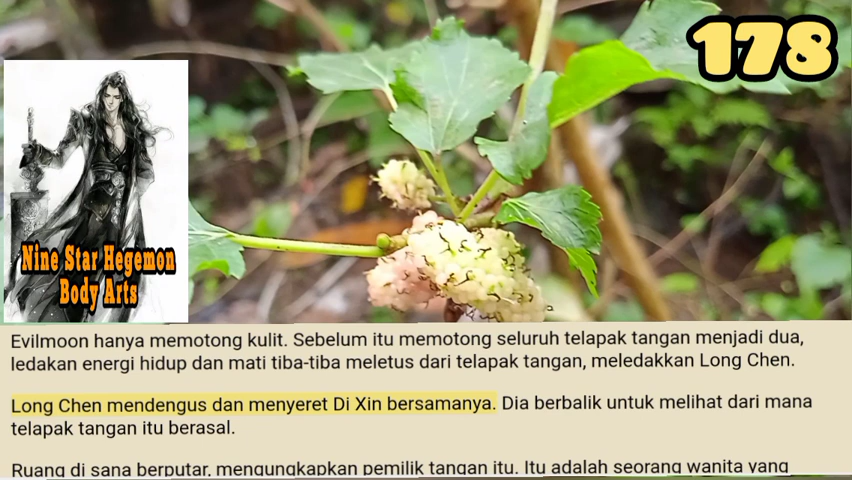 178
Nine Star Hegemon
Body Arts
Evilmoon hanya memotong kulit. Sebelum itu memotong seluruh telapak tangan menjadi dua,
ledakan energi hidup dan mati tiba-tiba meletus dari telapak tangan, meledakkan Long Chen.
Long Chen mendengus dan menyeret Di Xin bersamanya. Dia berbalik untuk melihat dari mana
telapak tangan itu berasal.
Ruang di sana berputar, mengungkapkan pemilik tangan itu. Itu adalah seorang wanita yang